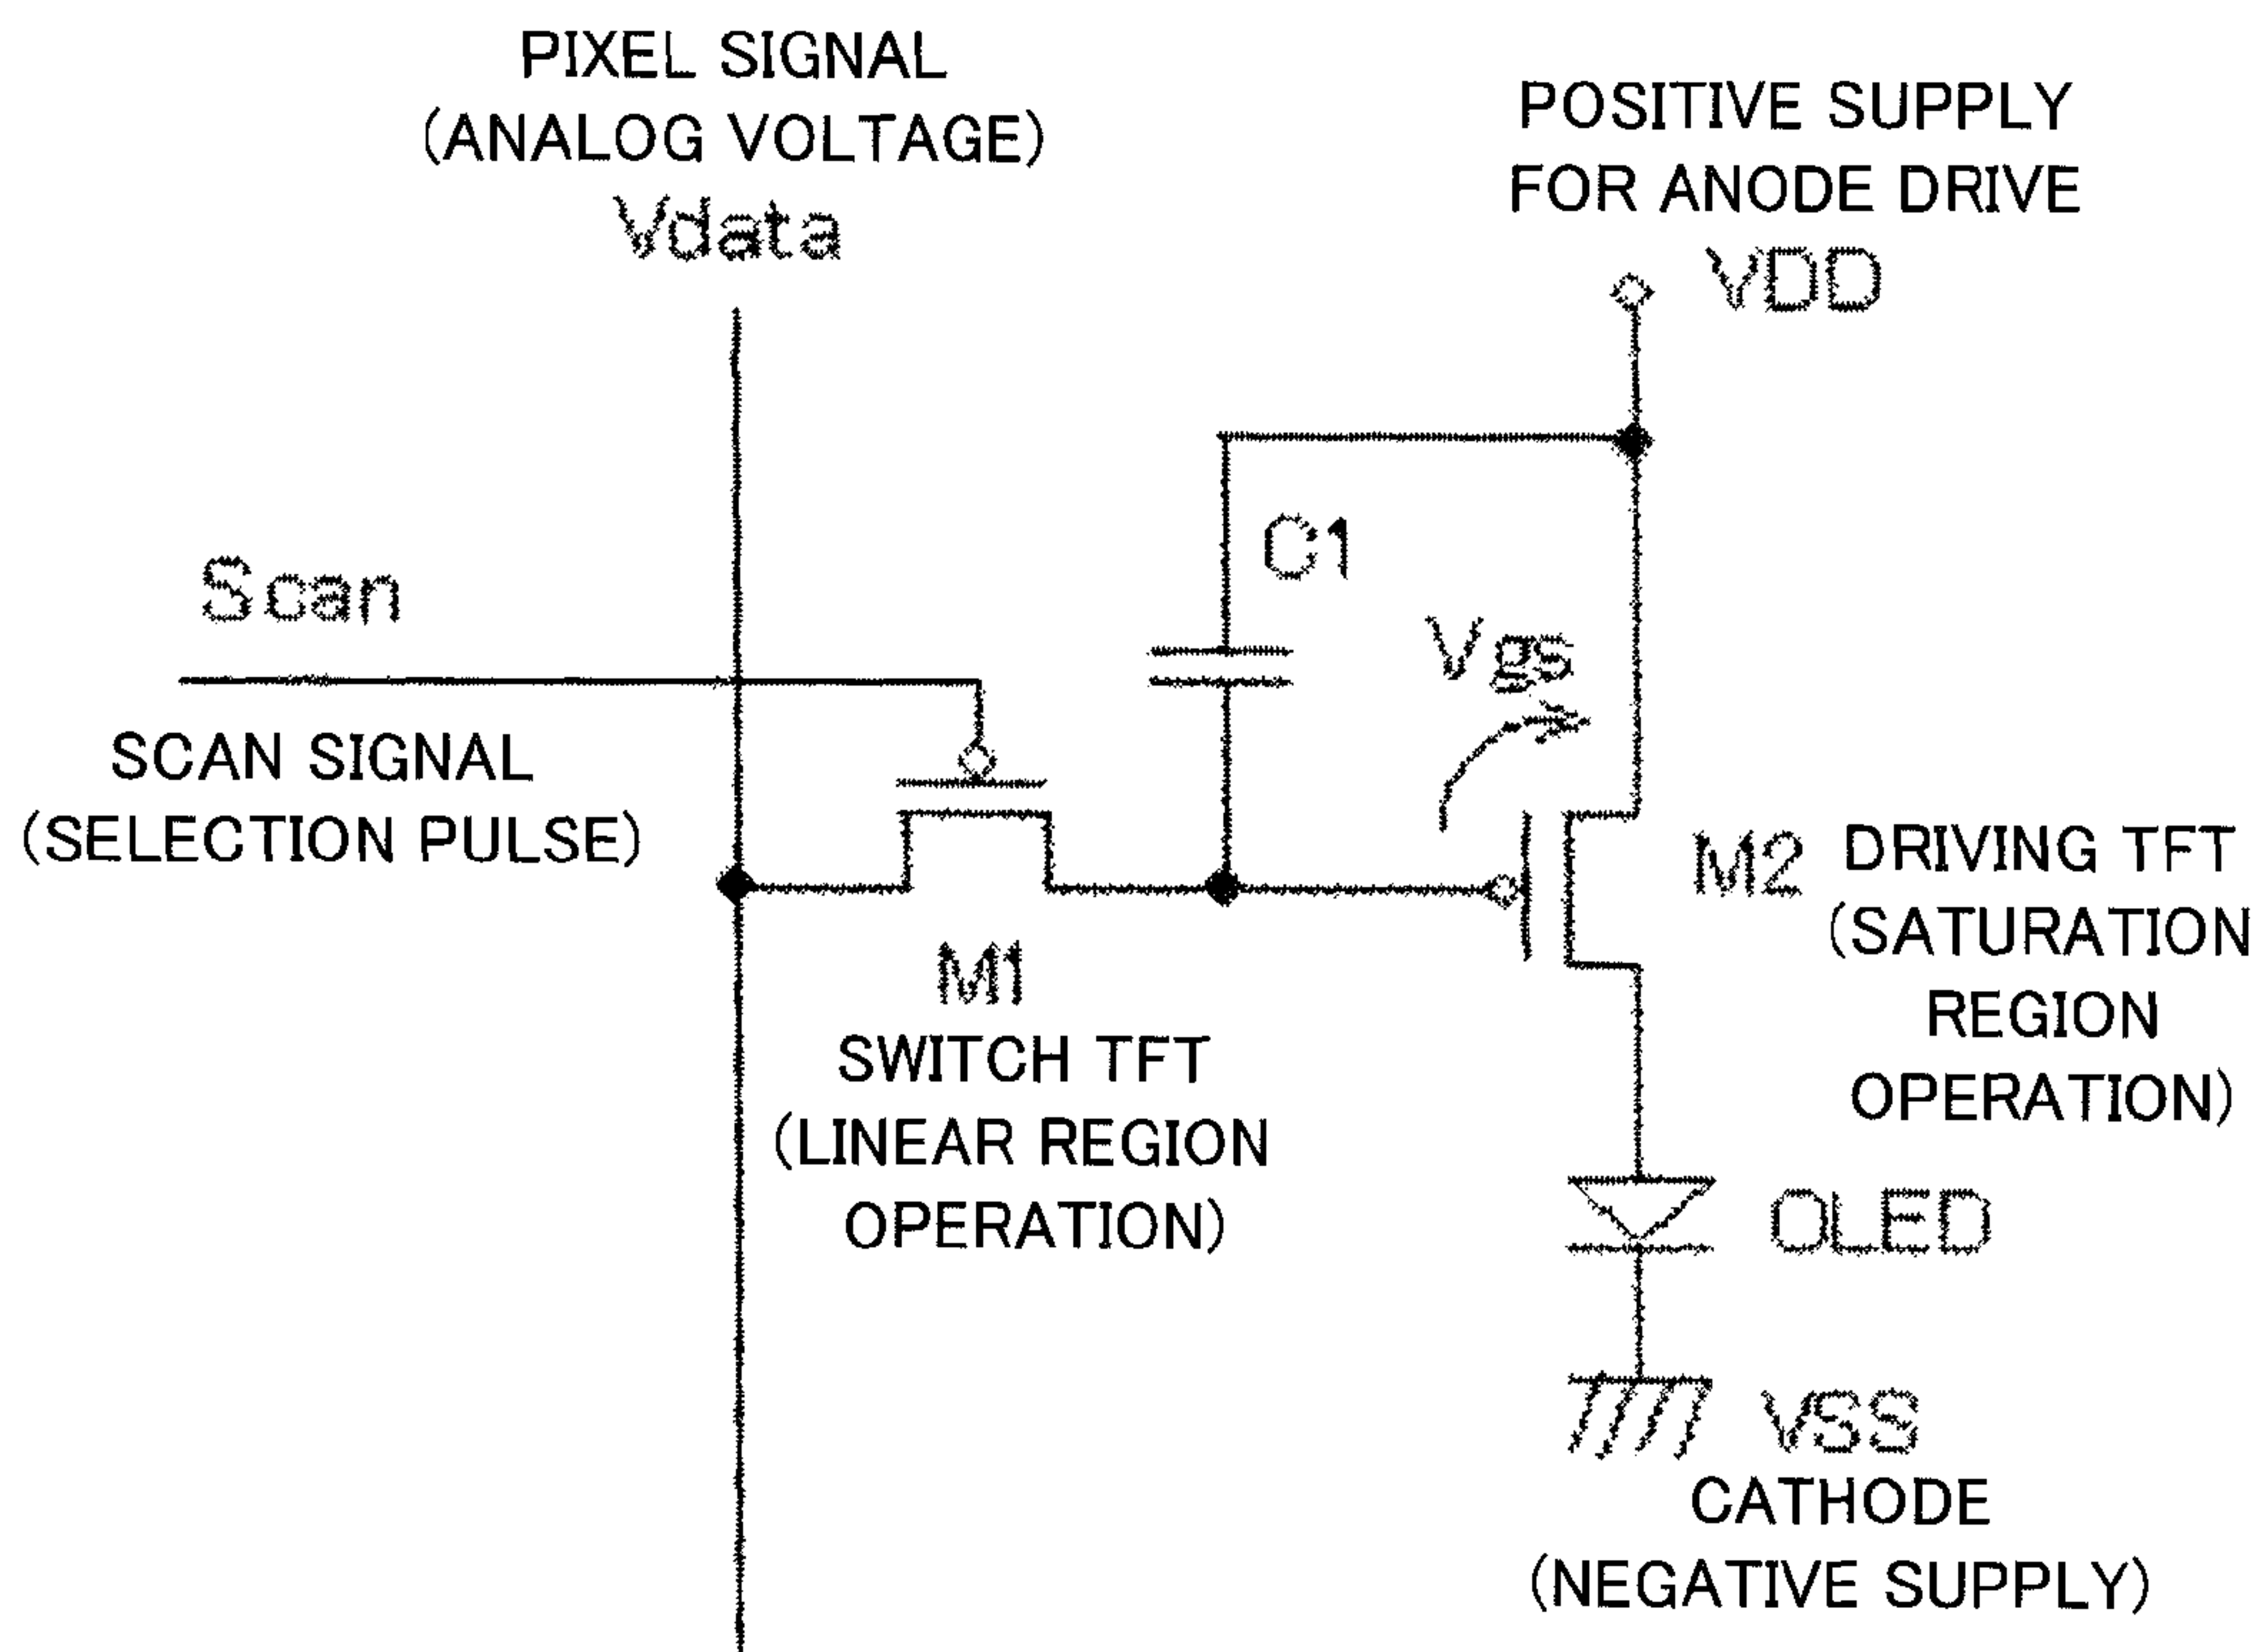 PIXEL SIGNAL
(ANALOG VOLTAGE)
Vdata
POSITIVE SUPPLY
FOR ANODE DRIVE
VDD
Scan
SCAN SIGNAL
(SELECTION PULSE)
C1
Vgs
M1
SWITCH TFT
(LINEAR REGION
OPERATION)
M2 DRIVING TFT
(SATURATION
REGION
OPERATION)
OLED
VSS
CATHODE
(NEGATIVE SUPPLY)